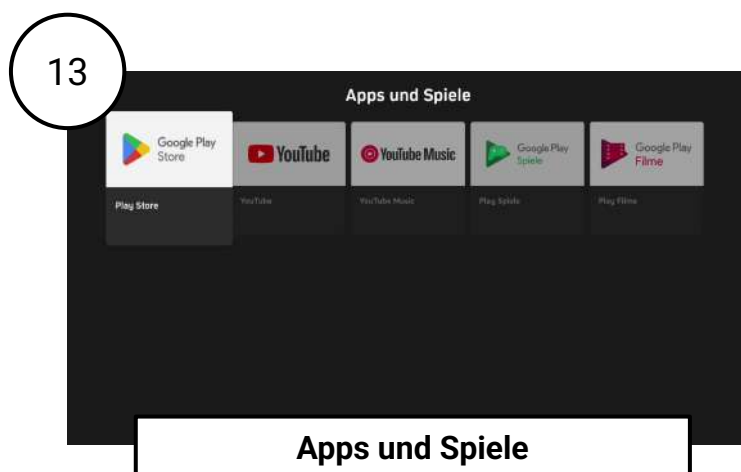 13
Apps und Spiele
Google Play
Store
YouTube
YouTube Music
Google Play
Spiele
Google Play
Filme
Play Store
YouTube
YouTube Music
Play Spiele
Play Filme
Apps und Spiele